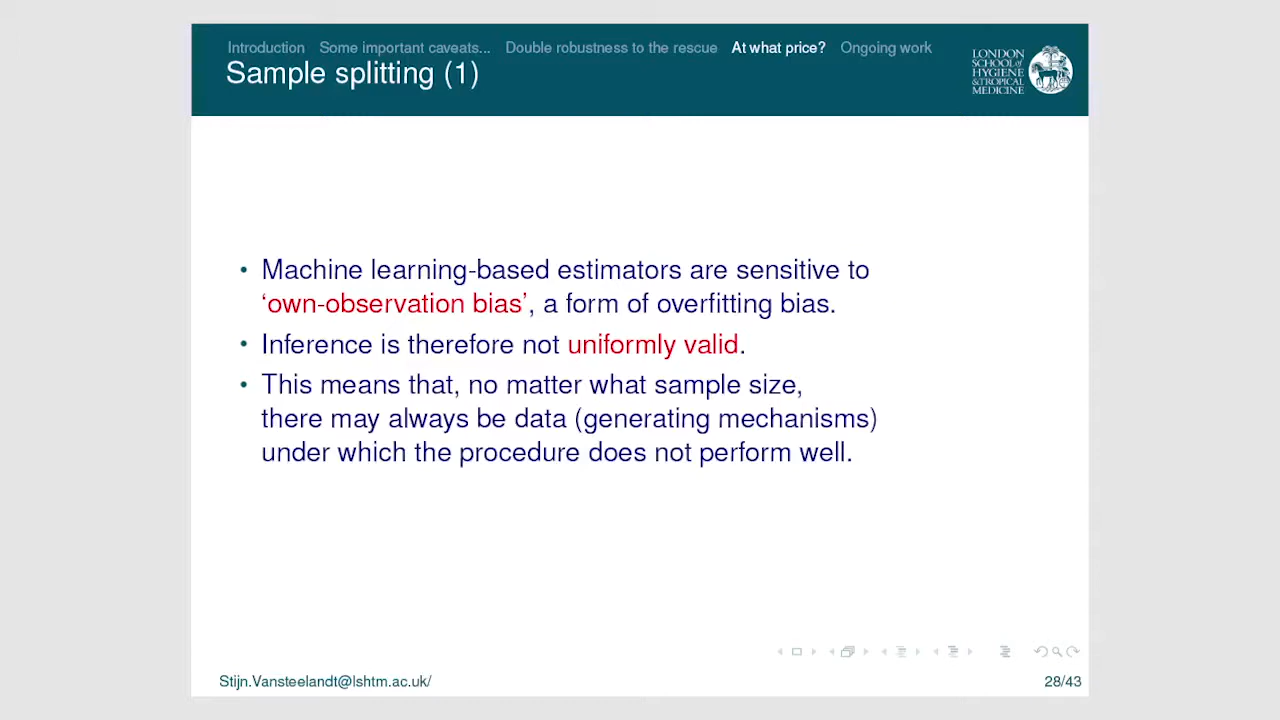 Introduction Some important caveats... Double robustness to the rescue At what price? Ongoing work
Sample splitting (1)
LONDON
SCHOOL of
HYGIENE
& TROPICAL
MEDICINE
• Machine learning-based estimators are sensitive to
‘own-observation bias’, a form of overfitting bias.
• Inference is therefore not uniformly valid.
• This means that, no matter what sample size,
there may always be data (generating mechanisms)
under which the procedure does not perform well.
Stijn.Vansteelandt@lshtm.ac.uk/ 28/43